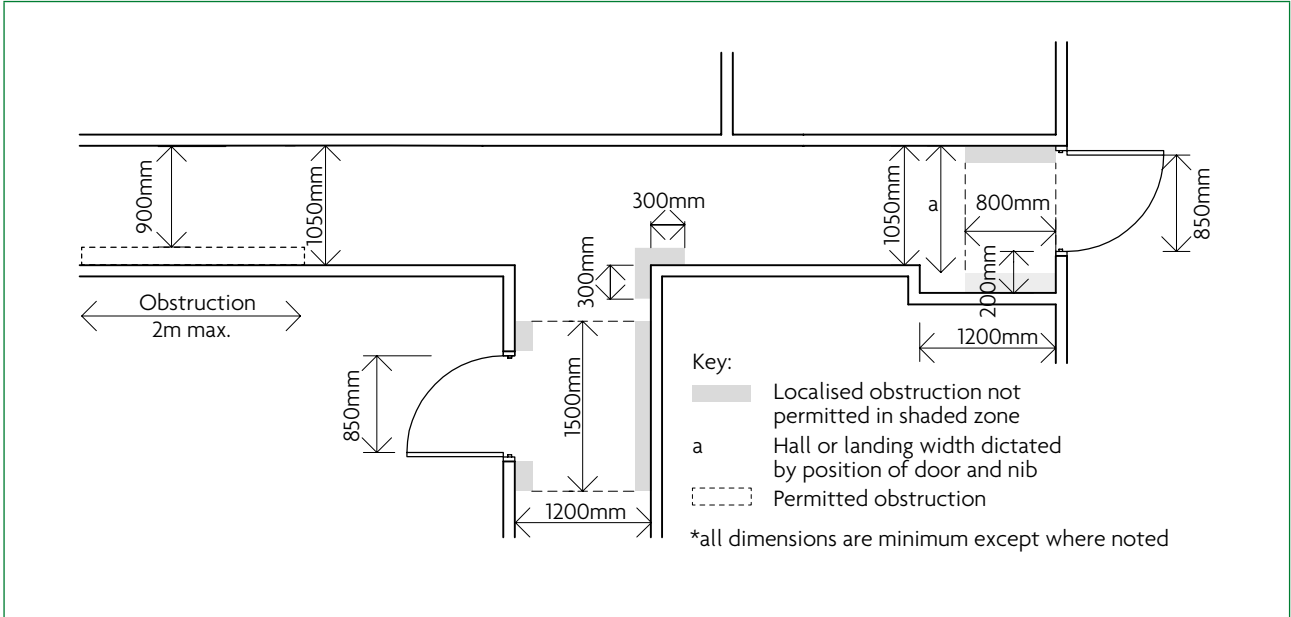 900mm
1050mm
300mm
1050mm
a
800mm
850mm
300mm
200mm
Obstruction
2m max.
1200mm
850mm
1500mm
1200mm
Key:
Localised obstruction not
permitted in shaded zone
a Hall or landing width dictated
by position of door and nib
Permitted obstruction
*all dimensions are minimum except where noted